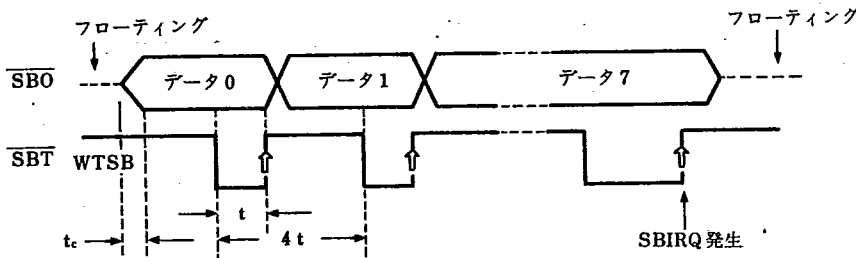 フローティング
フローティング
SBO
データ0
データ1
データ7
SBT
WTSB
t
tc
4t
SBIRQ発生